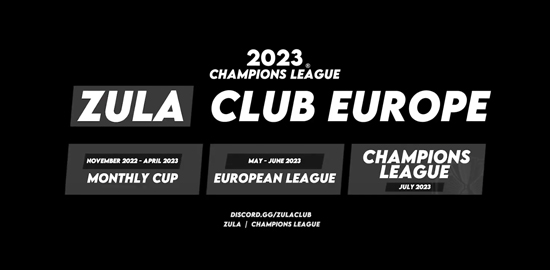 2023
CHAMPIONS LEAGUE®
ZULA CLUB EUROPE
NOVEMBER 2022 - APRIL 2023
MONTHLY CUP
MAY - JUNE 2023
EUROPEAN LEAGUE
CHAMPIONS
LEAGUE
JULY 2023
DISCORD.GG/ZULACLUB
ZULA | CHAMPIONS LEAGUE